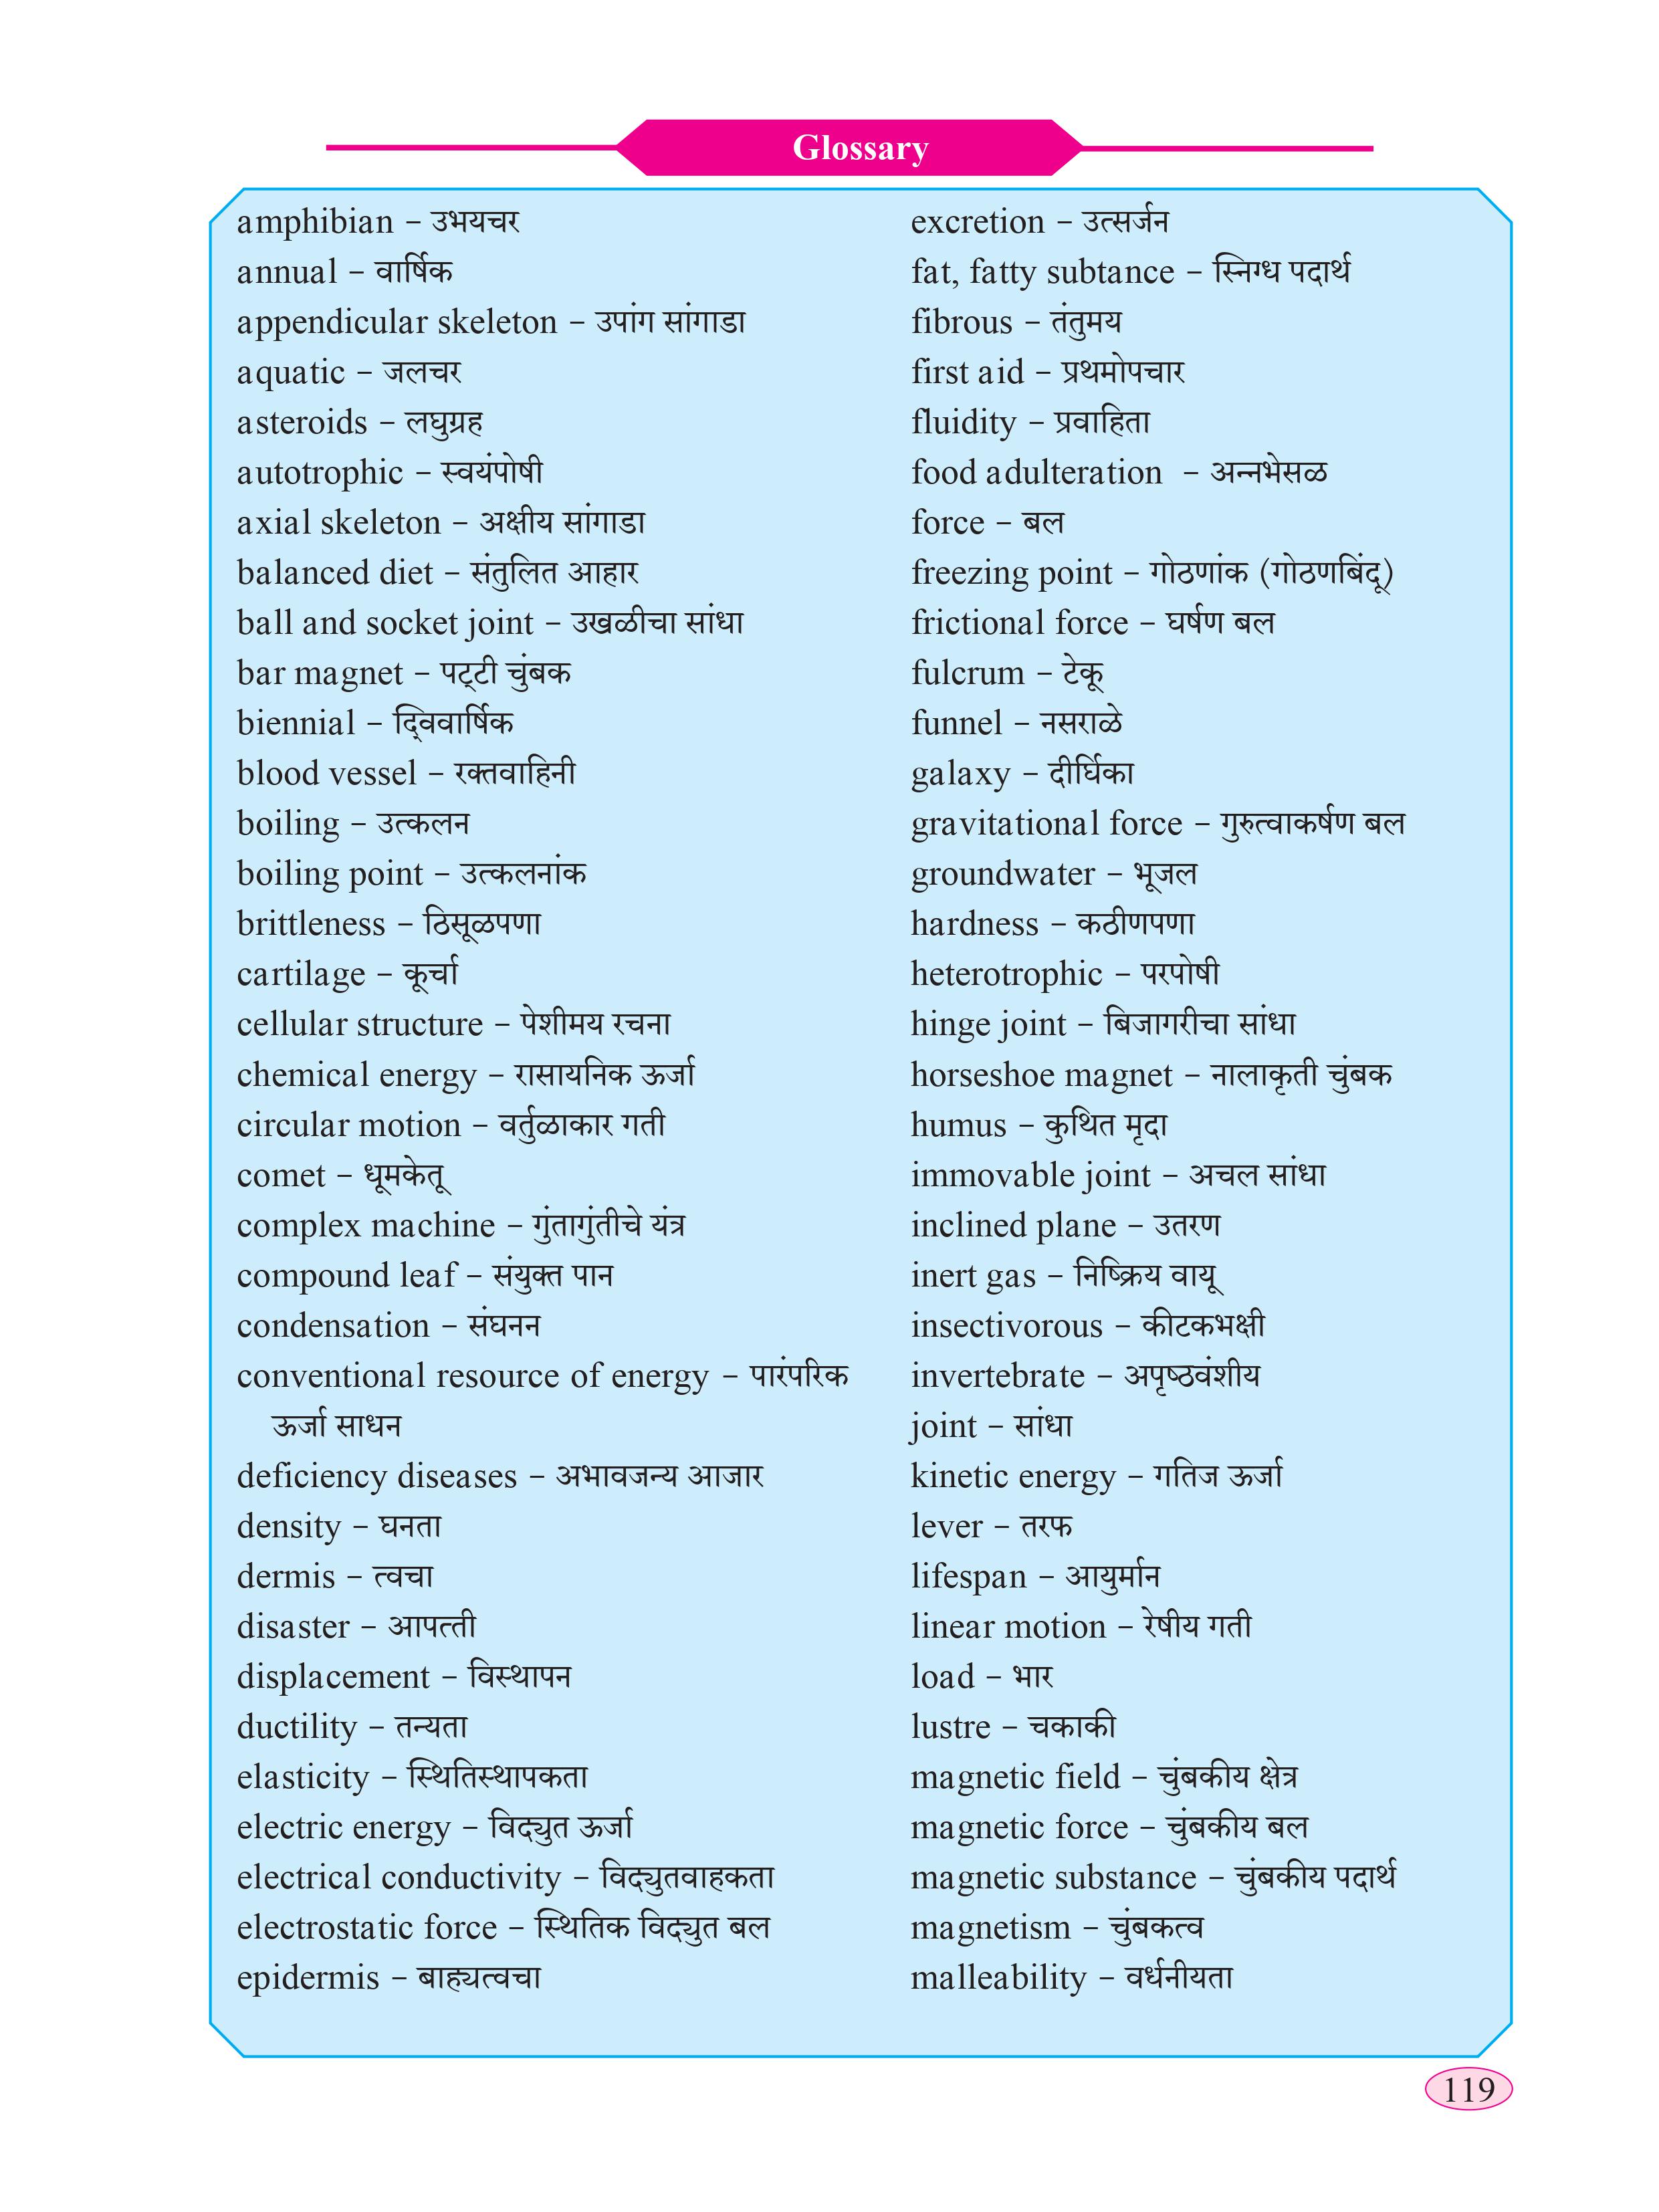 Glossary
amphibian – उभयचर
annual – वार्षिक
appendicular skeleton – उपांग सांगाडा
aquatic – जलचर
asteroids – लघुग्रह
autotrophic – स्वयंपोषी
axial skeleton – अक्षीय सांगाडा
balanced diet – संतुलित आहार
ball and socket joint – उखळीचा सांधा
bar magnet – पट्टी चुंबक
biennial – द्विवार्षिक
blood vessel – रक्तवाहिनी
boiling – उत्कलन
boiling point – उत्कलनांक
brittleness – ठिसूळपणा
cartilage – कूर्चा
cellular structure – पेशीमय रचना
chemical energy – रासायनिक ऊर्जा
circular motion – वर्तुळाकार गती
comet – धूमकेतू
complex machine – गुंतागुंतीचे यंत्र
compound leaf – संयुक्त पान
condensation – संघनन
conventional resource of energy – पारंपरिक
ऊर्जा साधन
deficiency diseases – अभावजन्य आजार
density – घनता
dermis – त्वचा
disaster – आपत्ती
displacement – विस्थापन
ductility – तन्यता
elasticity – स्थितिस्थापकता
electric energy – विद्युत ऊर्जा
electrical conductivity – विद्युतवाहकता
electrostatic force – स्थितिक विद्युत बल
epidermis – बाह्यत्वचा
excretion – उत्सर्जन
fat, fatty subtance – स्निग्ध पदार्थ
fibrous – तंतुमय
first aid – प्रथमोपचार
fluidity – प्रवाहिता
food adulteration – अन्नभेसळ
force – बल
freezing point – गोठणांक (गोठणबिंदू)
frictional force – घर्षण बल
fulcrum – टेकू
funnel – नसराळे
galaxy – दीर्घिका
gravitational force – गुरुत्वाकर्षण बल
groundwater – भूजल
hardness – कठीणपणा
heterotrophic – परपोषी
hinge joint – बिजागरीचा सांधा
horseshoe magnet – नालाकृती चुंबक
humus – कुथित मृदा
immovable joint – अचल सांधा
inclined plane – उतरण
inert gas – निष्क्रिय वायू
insectivorous – कीटकभक्षी
invertebrate – अपृष्ठवंशीय
joint – सांधा
kinetic energy – गतिज ऊर्जा
lever – तरफ
lifespan – आयुर्मान
linear motion – रेषीय गती
load – भार
lustre – चकाकी
magnetic field – चुंबकीय क्षेत्र
magnetic force – चुंबकीय बल
magnetic substance – चुंबकीय पदार्थ
magnetism – चुंबकत्व
malleability – वर्धनीयता
119